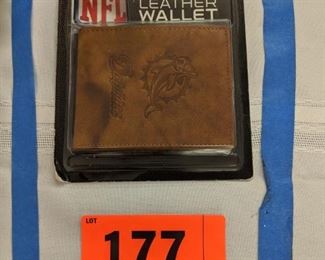 NFL
LEATHER
WALLET
Dolphins
LOT
177